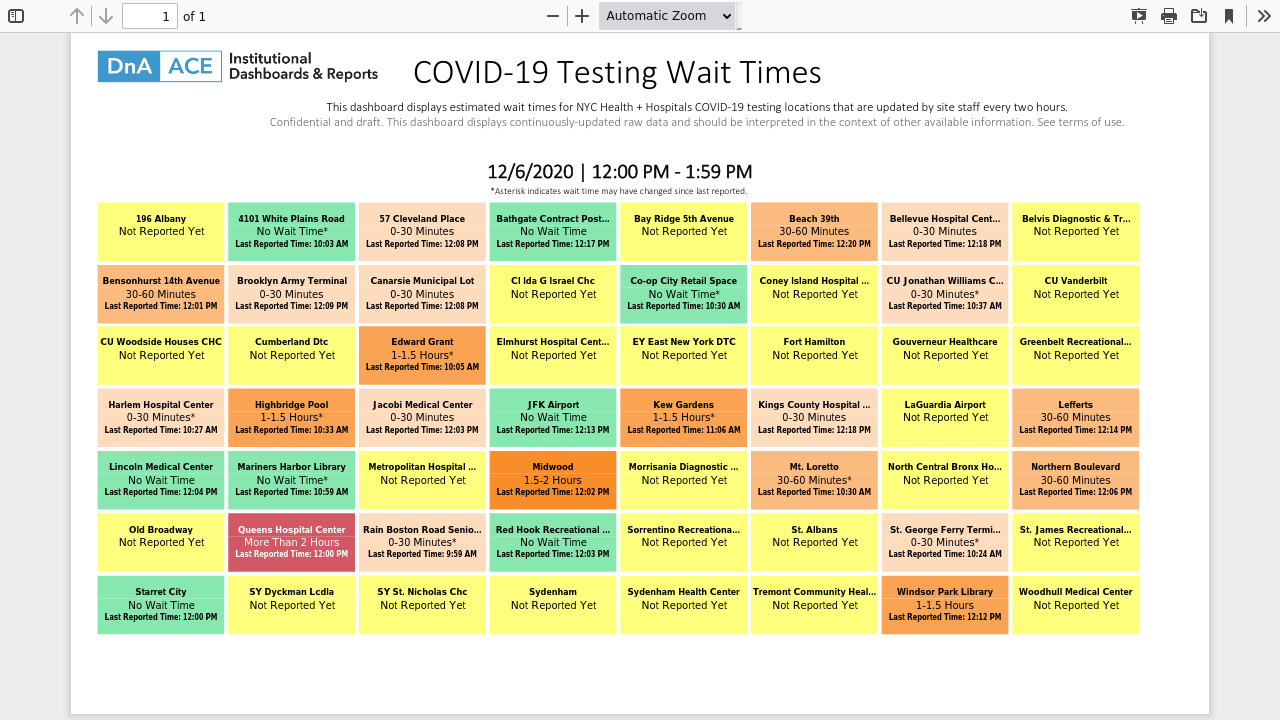 1 of 1 Automatic Zoom
DnA ACE Institutional
Dashboards & Reports
COVID-19 Testing Wait Times
This dashboard displays estimated wait times for NYC Health + Hospitals COVID-19 testing locations that are updated by site staff every two hours.
Confidential and draft. This dashboard displays continuously-updated raw data and should be interpreted in the context of other available information. See terms of use.
12/6/2020 | 12:00 PM - 1:59 PM
*Asterisk indicates wait time may have changed since last reported.
196 Albany
Not Reported Yet
4101 White Plains Road
No Wait Time*
Last Reported Time: 10:03 AM
57 Cleveland Place
0-30 Minutes
Last Reported Time: 12:08 PM
Bathgate Contract Post...
No Wait Time
Last Reported Time: 12:17 PM
Bay Ridge 5th Avenue
Not Reported Yet
Beach 39th
30-60 Minutes
Last Reported Time: 12:20 PM
Bellevue Hospital Cent...
0-30 Minutes
Last Reported Time: 12:18 PM
Belvis Diagnostic & Tr...
Not Reported Yet
Bensonhurst 14th Avenue
30-60 Minutes
Last Reported Time: 12:01 PM
Brooklyn Army Terminal
0-30 Minutes
Last Reported Time: 12:09 PM
Canarsie Municipal Lot
0-30 Minutes
Last Reported Time: 12:08 PM
Cl Ida G Israel Chc
Not Reported Yet
Co-op City Retail Space
No Wait Time*
Last Reported Time: 10:30 AM
Coney Island Hospital ...
Not Reported Yet
CU Jonathan Williams C...
0-30 Minutes*
Last Reported Time: 10:37 AM
CU Vanderbilt
Not Reported Yet
CU Woodside Houses CHC
Not Reported Yet
Cumberland Dtc
Not Reported Yet
Edward Grant
1-1.5 Hours*
Last Reported Time: 10:05 AM
Elmhurst Hospital Cent...
Not Reported Yet
EY East New York DTC
Not Reported Yet
Fort Hamilton
Not Reported Yet
Gouverneur Healthcare
Not Reported Yet
Greenbelt Recreational...
Not Reported Yet
Harlem Hospital Center
0-30 Minutes*
Last Reported Time: 10:27 AM
Highbridge Pool
1-1.5 Hours*
Last Reported Time: 10:33 AM
Jacobi Medical Center
0-30 Minutes
Last Reported Time: 12:03 PM
JFK Airport
No Wait Time
Last Reported Time: 12:13 PM
Kew Gardens
1-1.5 Hours*
Last Reported Time: 11:06 AM
Kings County Hospital ...
0-30 Minutes
Last Reported Time: 12:18 PM
LaGuardia Airport
Not Reported Yet
Lefferts
30-60 Minutes
Last Reported Time: 12:14 PM
Lincoln Medical Center
No Wait Time
Last Reported Time: 12:04 PM
Mariners Harbor Library
No Wait Time*
Last Reported Time: 10:59 AM
Metropolitan Hospital ...
Not Reported Yet
Midwood
1.5-2 Hours
Last Reported Time: 12:02 PM
Morrisania Diagnostic ...
Not Reported Yet
Mt. Loretto
30-60 Minutes*
Last Reported Time: 10:30 AM
North Central Bronx Ho...
Not Reported Yet
Northern Boulevard
30-60 Minutes
Last Reported Time: 12:06 PM
Old Broadway
Not Reported Yet
Queens Hospital Center
More Than 2 Hours
Last Reported Time: 12:00 PM
Rain Boston Road Senio...
0-30 Minutes*
Last Reported Time: 9:59 AM
Red Hook Recreational ...
No Wait Time
Last Reported Time: 12:03 PM
Sorrentino Recreationa...
Not Reported Yet
St. Albans
Not Reported Yet
St. George Ferry Termi...
0-30 Minutes*
Last Reported Time: 10:24 AM
St. James Recreational...
Not Reported Yet
Starret City
No Wait Time
Last Reported Time: 12:00 PM
SY Dyckman Lcdla
Not Reported Yet
SY St. Nicholas Chc
Not Reported Yet
Sydenham
Not Reported Yet
Sydenham Health Center
Not Reported Yet
Tremont Community Heal...
Not Reported Yet
Windsor Park Library
1-1.5 Hours
Last Reported Time: 12:12 PM
Woodhull Medical Center
Not Reported Yet